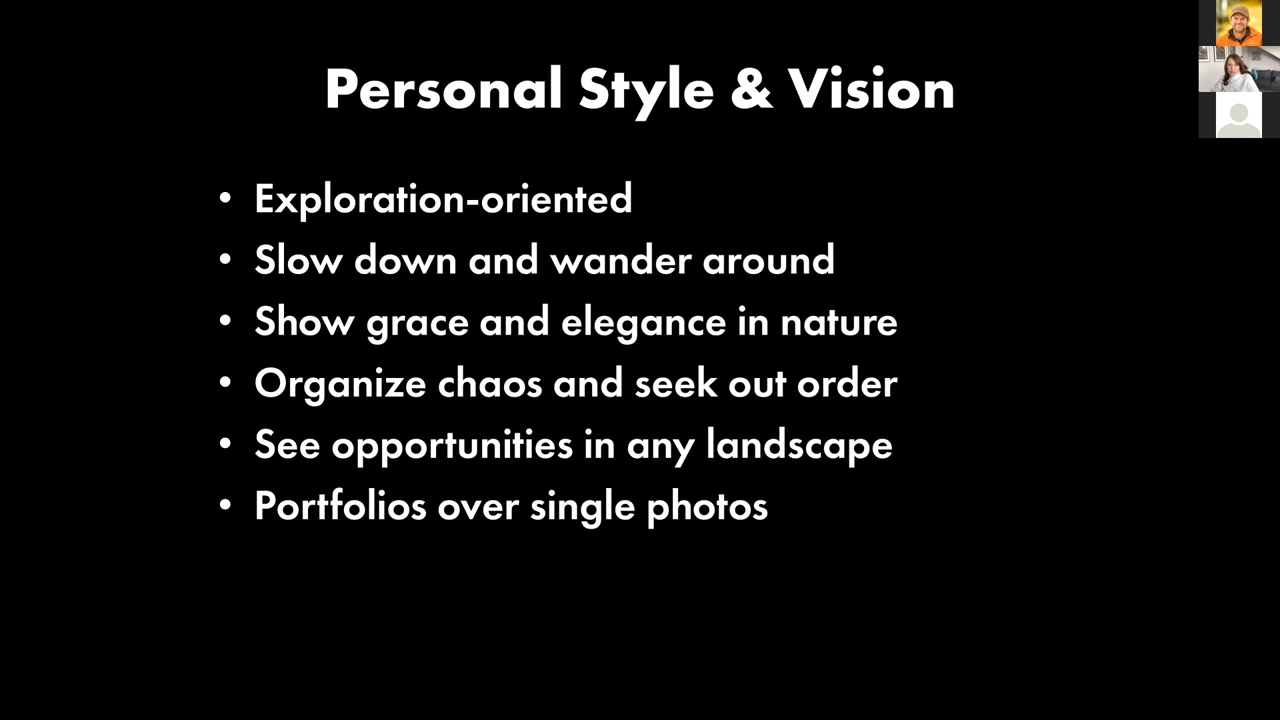 Personal Style & Vision
• Exploration-oriented
• Slow down and wander around
• Show grace and elegance in nature
• Organize chaos and seek out order
• See opportunities in any landscape
• Portfolios over single photos